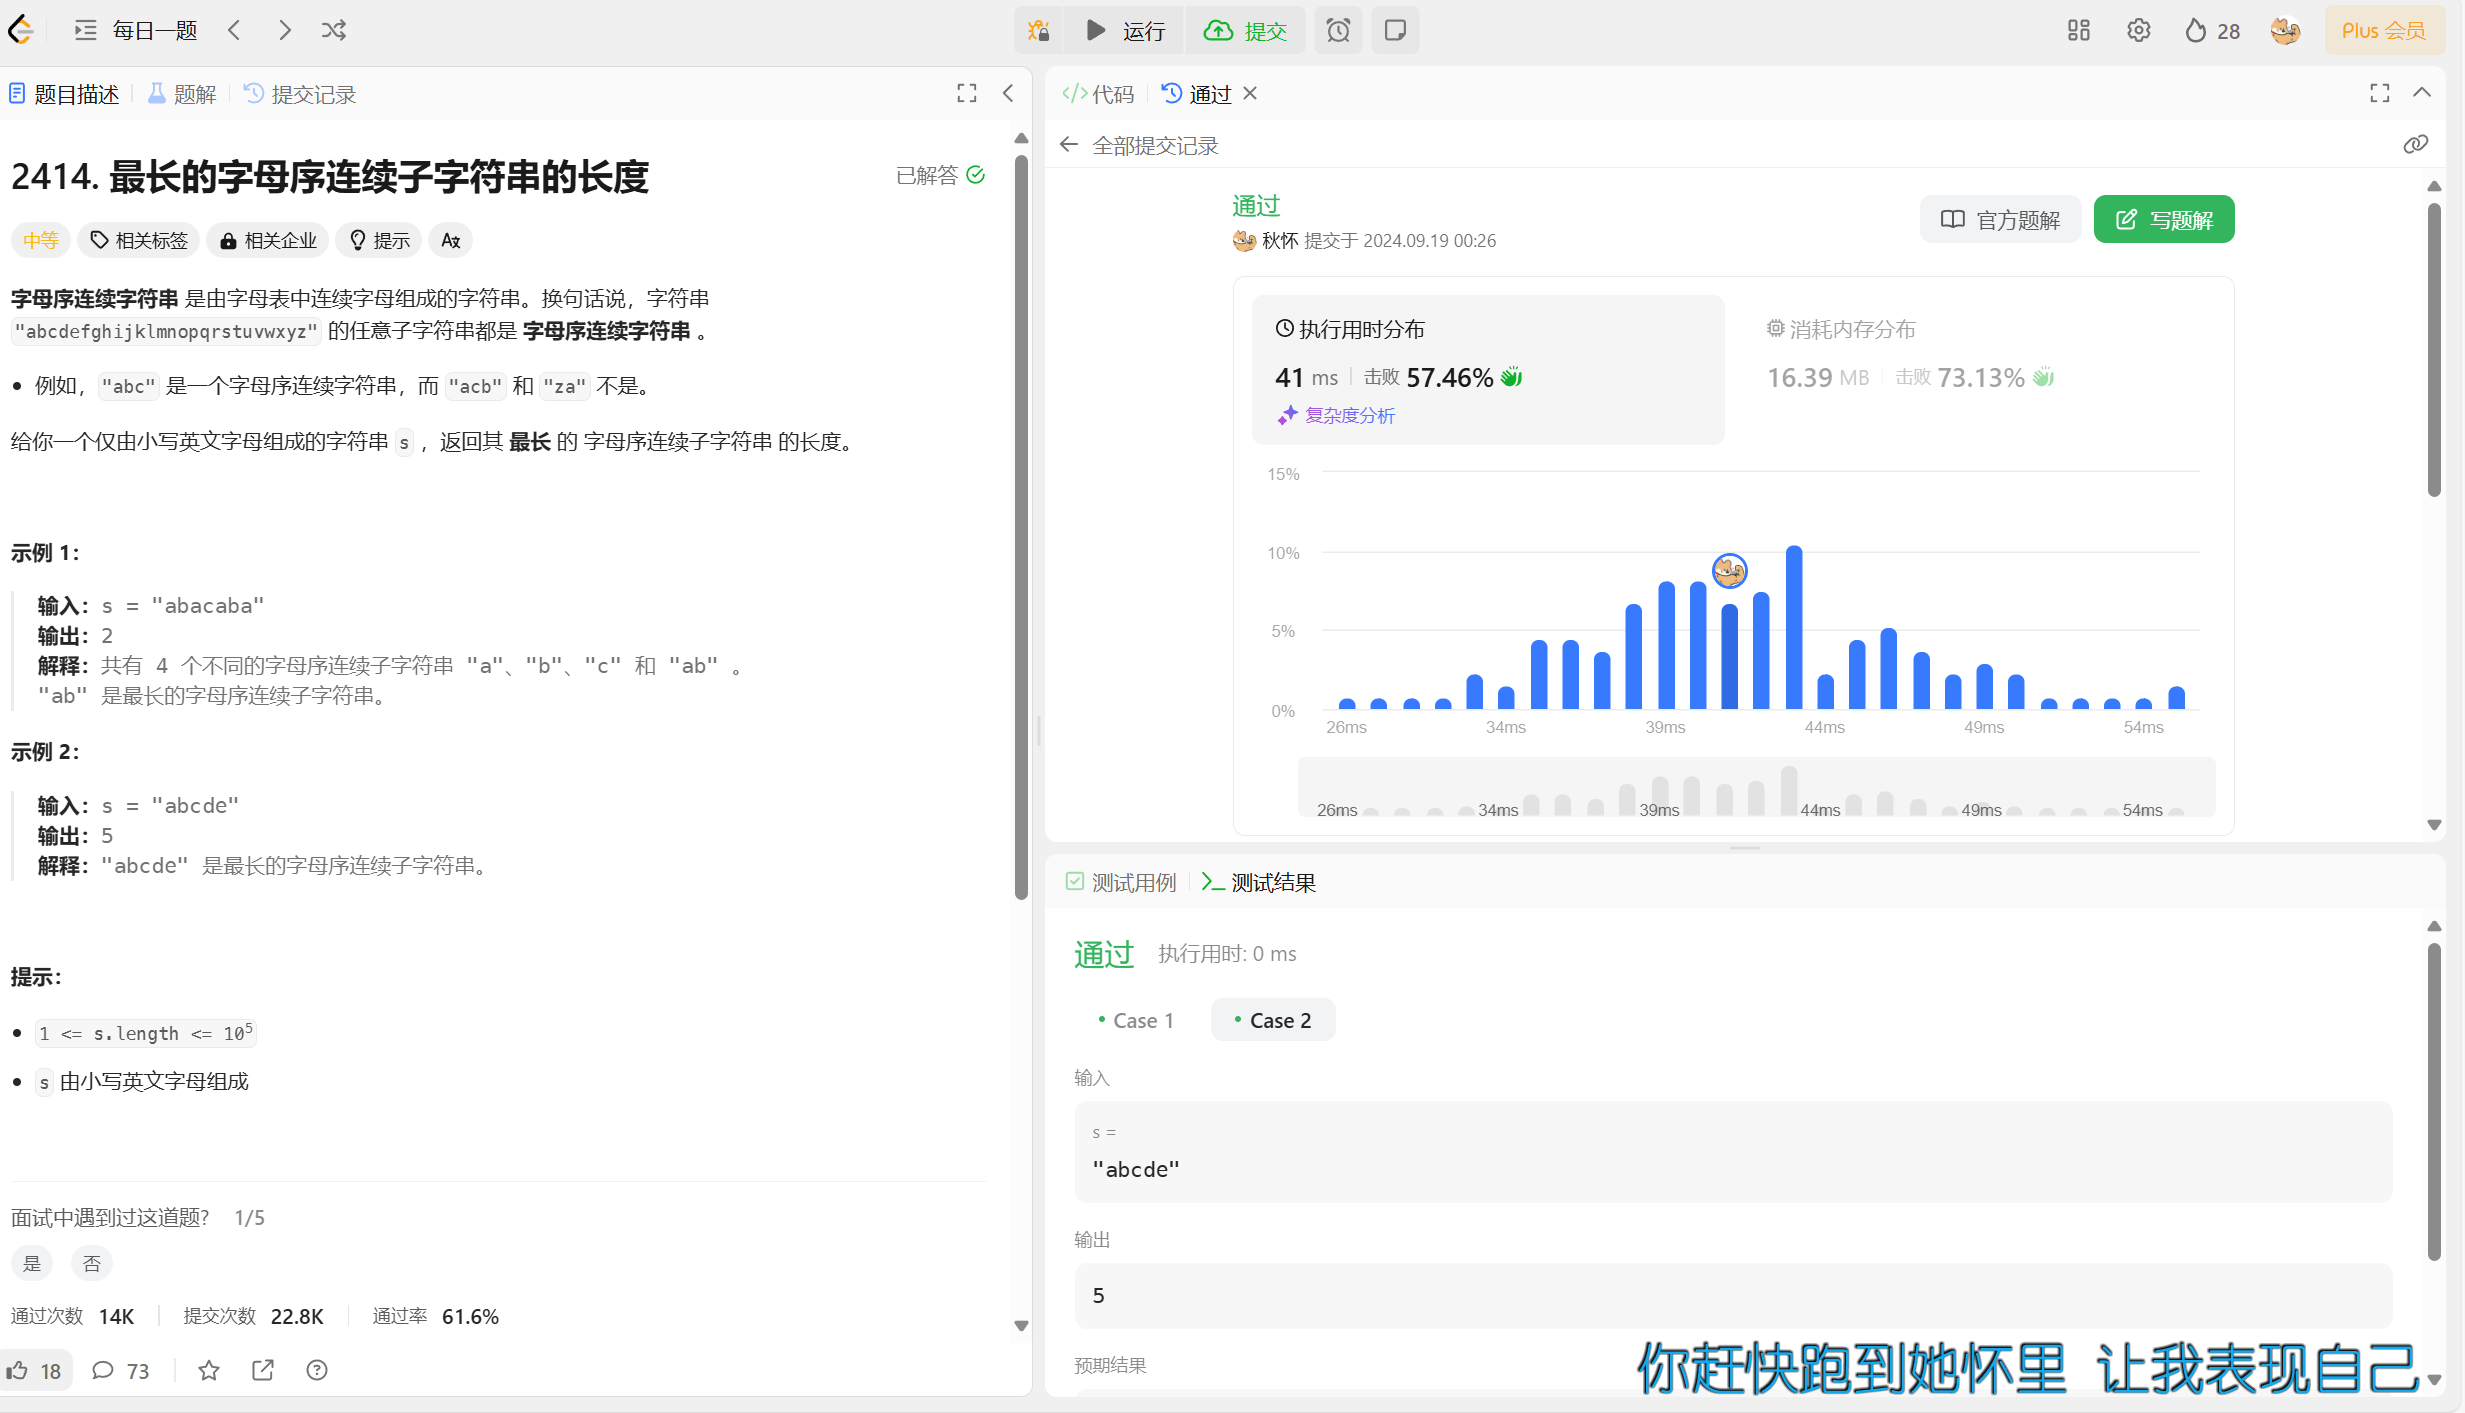 每日一题
运行
提交
28
Plus 会员
题目描述
题解
提交记录
2414. 最长的字母序连续子字符串的长度
已解答
中等
相关标签
相关企业
提示
字母序连续字符串 是由字母表中连续字母组成的字符串。换句话说，字符串
"abcdefghijklmnopqrstuvwxyz" 的任意子字符串都是 字母序连续字符串 。
• 例如，"abc" 是一个字母序连续字符串，而 "acb" 和 "za" 不是。
给你一个仅由小写英文字母组成的字符串 s ，返回其 最长 的 字母序连续子字符串 的长度。
示例 1：
输入：s = "abacaba"
输出：2
解释：共有 4 个不同的字母序连续子字符串 "a"、"b"、"c" 和 "ab" 。
"ab" 是最长的字母序连续子字符串。
示例 2：
输入：s = "abcde"
输出：5
解释："abcde" 是最长的字母序连续子字符串。
提示：
• 1 <= s.length <= 10⁵
• s 由小写英文字母组成
面试中遇到过这道题? 1/5
是
否
通过次数 14K
提交次数 22.8K
通过率 61.6%
18
73
代码
通过
全部提交记录
通过
秋怀 提交于 2024.09.19 00:26
官方题解
写题解
执行用时分布
41 ms 击败 57.46%
复杂度分析
消耗内存分布
16.39 MB 击败 73.13%
15%
10%
5%
0%
26ms 34ms 39ms 44ms 49ms 54ms
26ms 34ms 39ms 44ms 49ms 54ms
测试用例
测试结果
通过 执行用时: 0 ms
• Case 1
• Case 2
输入
s =
"abcde"
输出
5
预期结果
你赶快跑到她怀里 让我表现自己